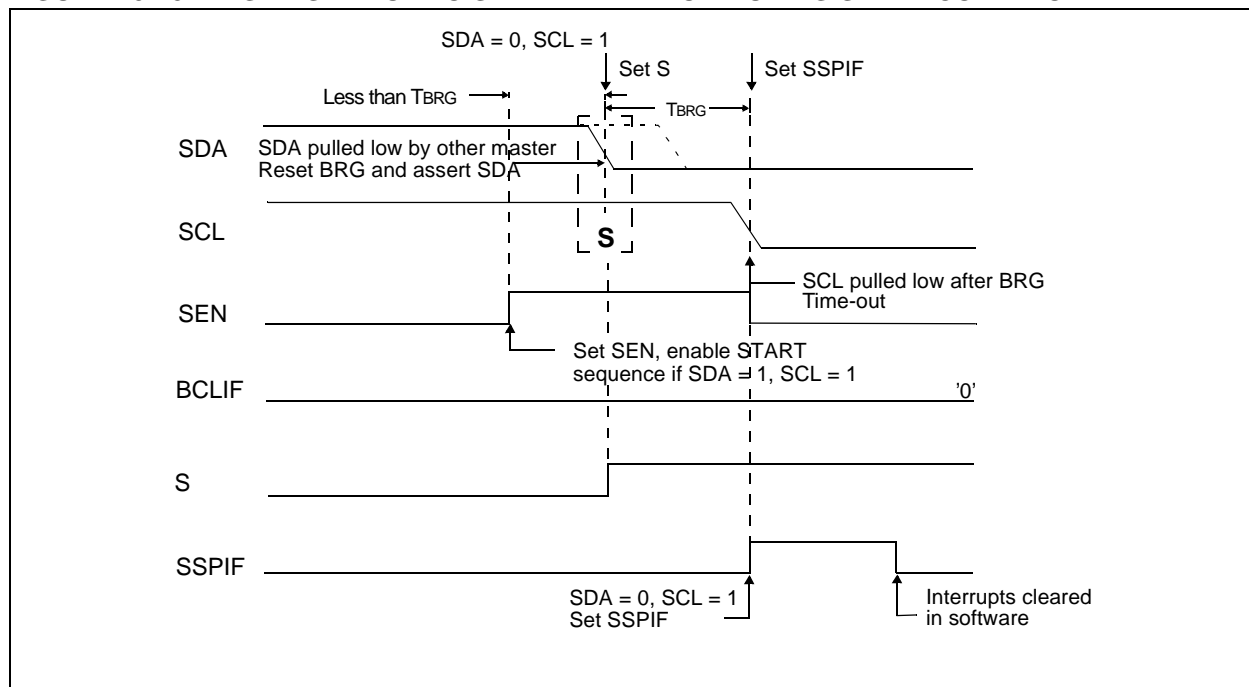 SDA = 0, SCL = 1
Set S
Set SSPIF
Less than TBRG
TBRG
SDA
SDA pulled low by other master
Reset BRG and assert SDA
SCL
S
SCL pulled low after BRG
Time-out
SEN
Set SEN, enable START
sequence if SDA = 1, SCL = 1
BCLIF
'0'
S
SSPIF
SDA = 0, SCL = 1
Set SSPIF
Interrupts cleared
in software